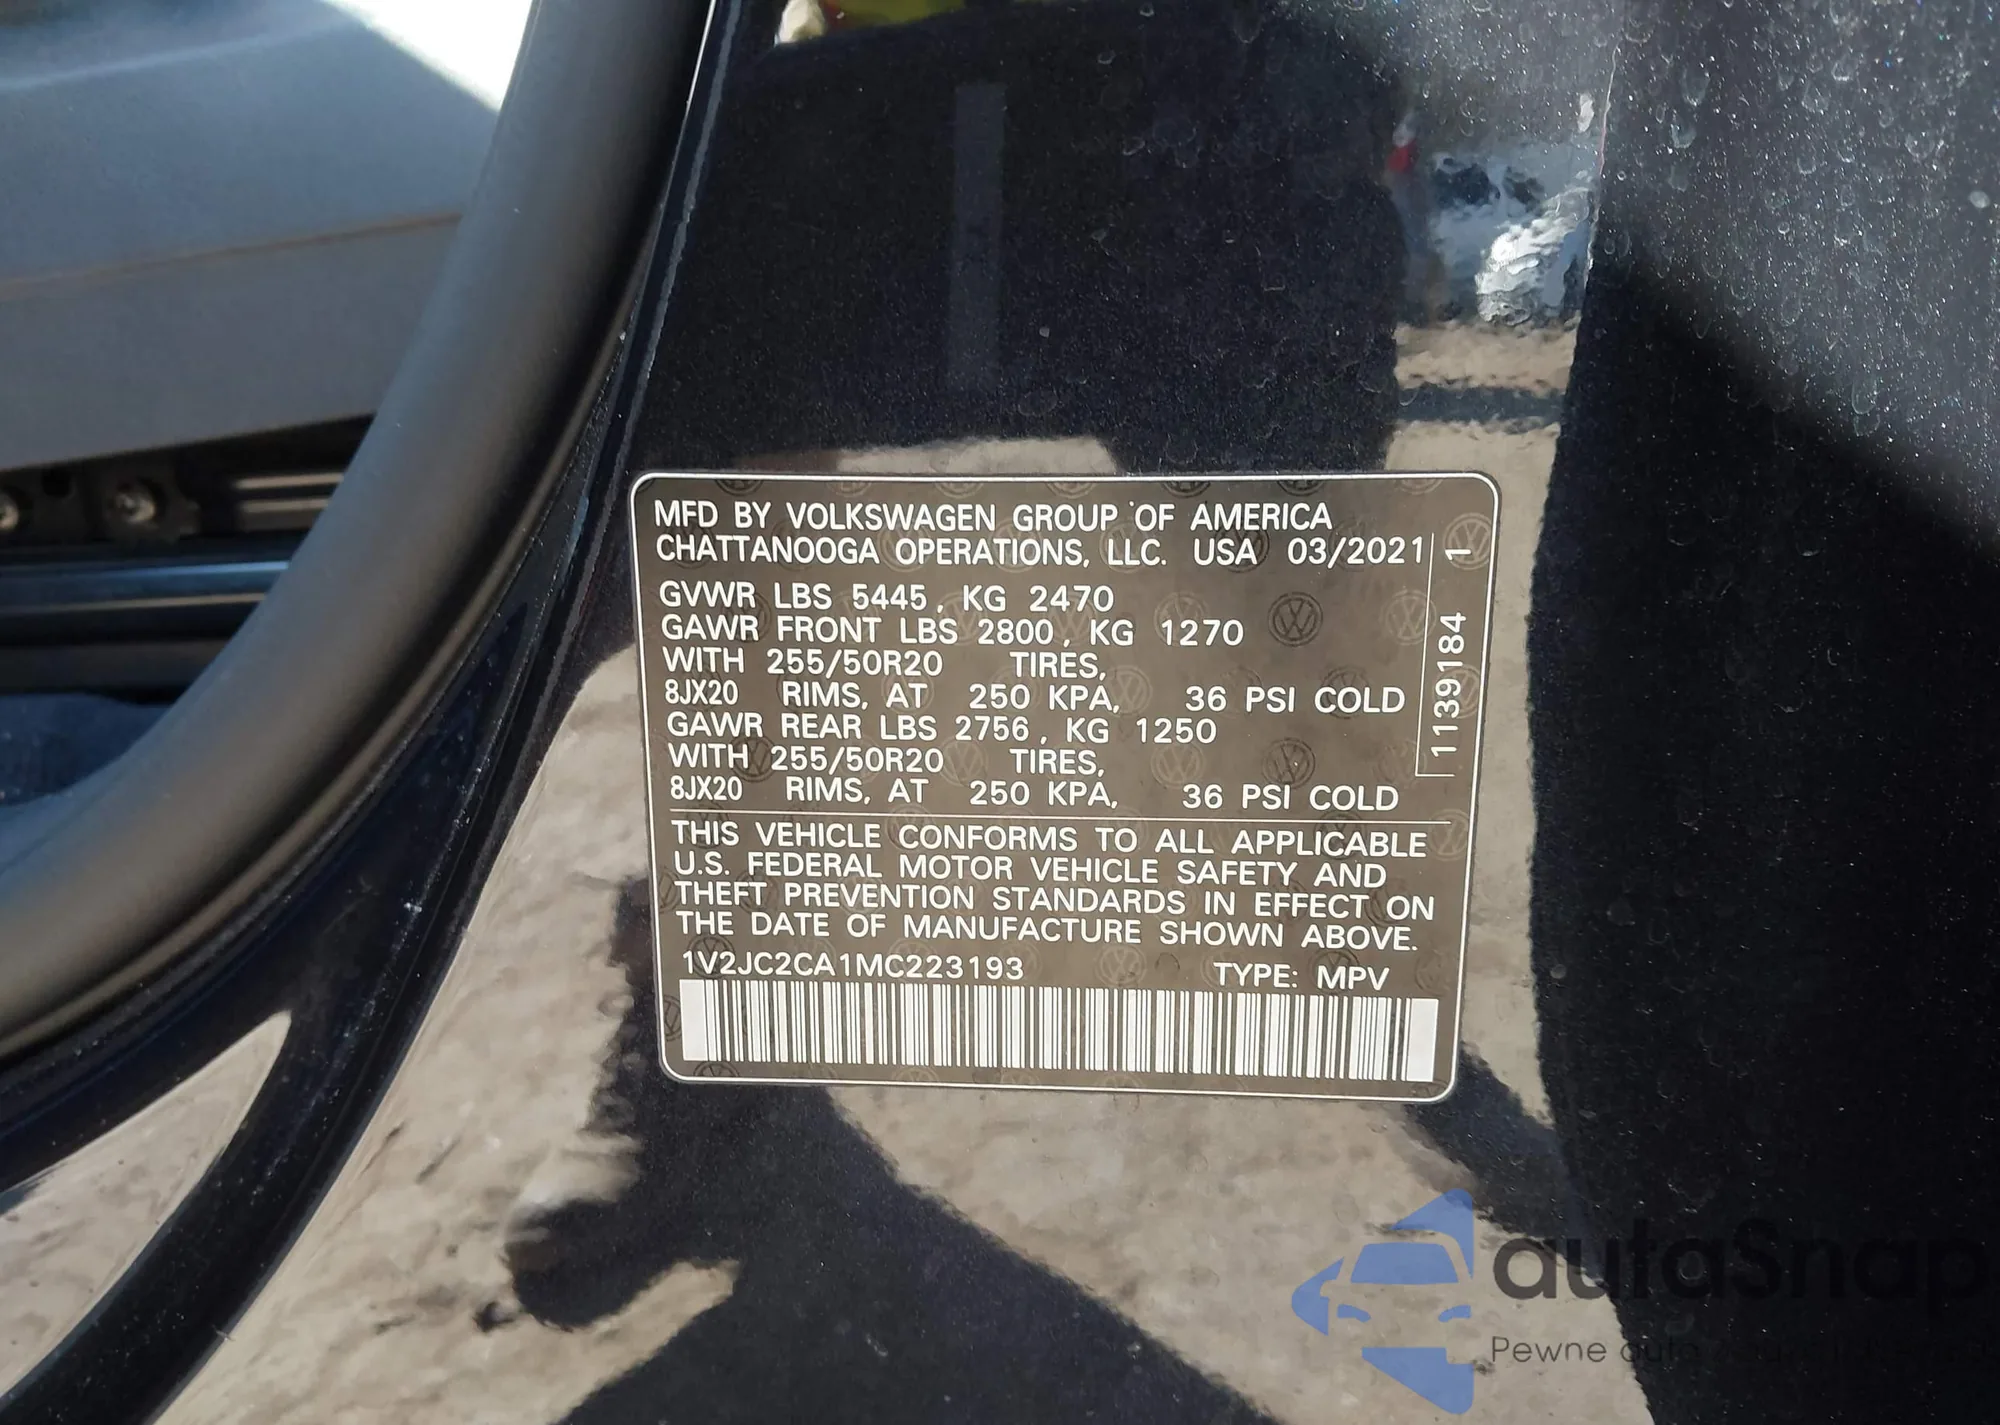 MFD BY VOLKSWAGEN GROUP OF AMERICA
CHATTANOOGA OPERATIONS, LLC. USA 03/2021
GVWR LBS 5445, KG 2470
GAWR FRONT LBS 2800, KG 1270
WITH 255/50R20 TIRES,
8JX20 RIMS, AT 250 KPA, 36 PSI COLD
GAWR REAR LBS 2756, KG 1250
WITH 255/50R20 TIRES,
8JX20 RIMS, AT 250 KPA, 36 PSI COLD
1139184 1
THIS VEHICLE CONFORMS TO ALL APPLICABLE
U.S. FEDERAL MOTOR VEHICLE SAFETY AND
THEFT PREVENTION STANDARDS IN EFFECT ON
THE DATE OF MANUFACTURE SHOWN ABOVE.
1V2JC2CA1MC223193 TYPE: MPV
autaSnap
Pewne auto